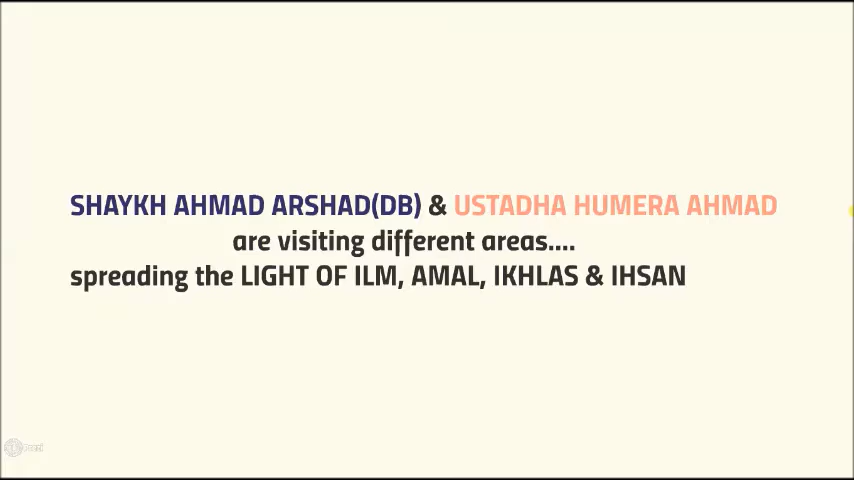 SHAYKH AHMAD ARSHAD(DB) & USTADHA HUMERA AHMAD
are visiting different areas....
spreading the LIGHT OF ILM, AMAL, IKHLAS & IHSAN